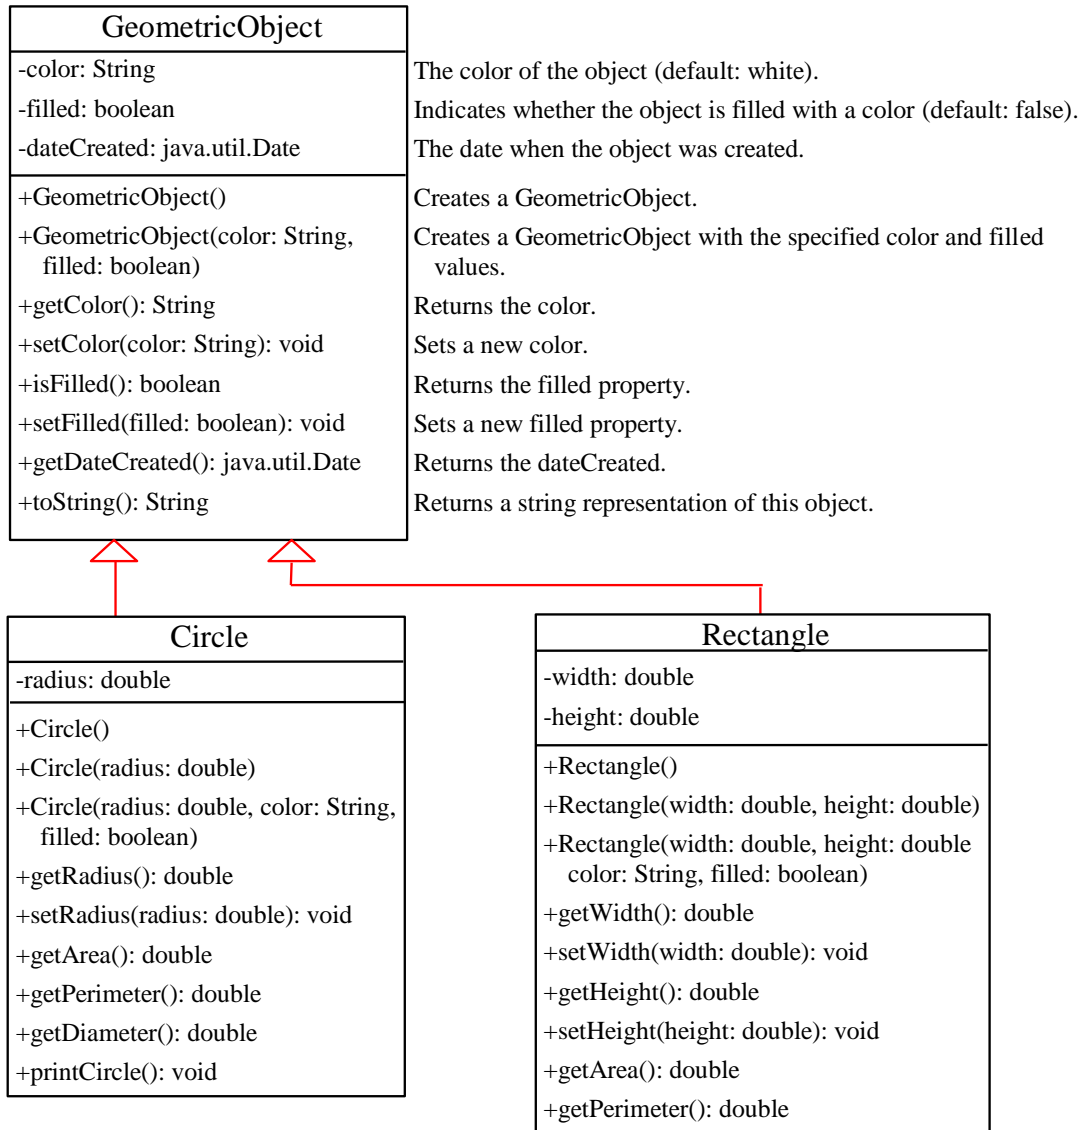 GeometricObject
-color: String
-filled: boolean
-dateCreated: java.util.Date
+GeometricObject()
+GeometricObject(color: String,
filled: boolean)
+getColor(): String
+setColor(color: String): void
+isFilled(): boolean
+setFilled(filled: boolean): void
+getDateCreated(): java.util.Date
+toString(): String
The color of the object (default: white).
Indicates whether the object is filled with a color (default: false).
The date when the object was created.
Creates a GeometricObject.
Creates a GeometricObject with the specified color and filled
values.
Returns the color.
Sets a new color.
Returns the filled property.
Sets a new filled property.
Returns the dateCreated.
Returns a string representation of this object.
Circle
-radius: double
+Circle()
+Circle(radius: double)
+Circle(radius: double, color: String,
filled: boolean)
+getRadius(): double
+setRadius(radius: double): void
+getArea(): double
+getPerimeter(): double
+getDiameter(): double
+printCircle(): void
Rectangle
-width: double
-height: double
+Rectangle()
+Rectangle(width: double, height: double)
+Rectangle(width: double, height: double
color: String, filled: boolean)
+getWidth(): double
+setWidth(width: double): void
+getHeight(): double
+setHeight(height: double): void
+getArea(): double
+getPerimeter(): double